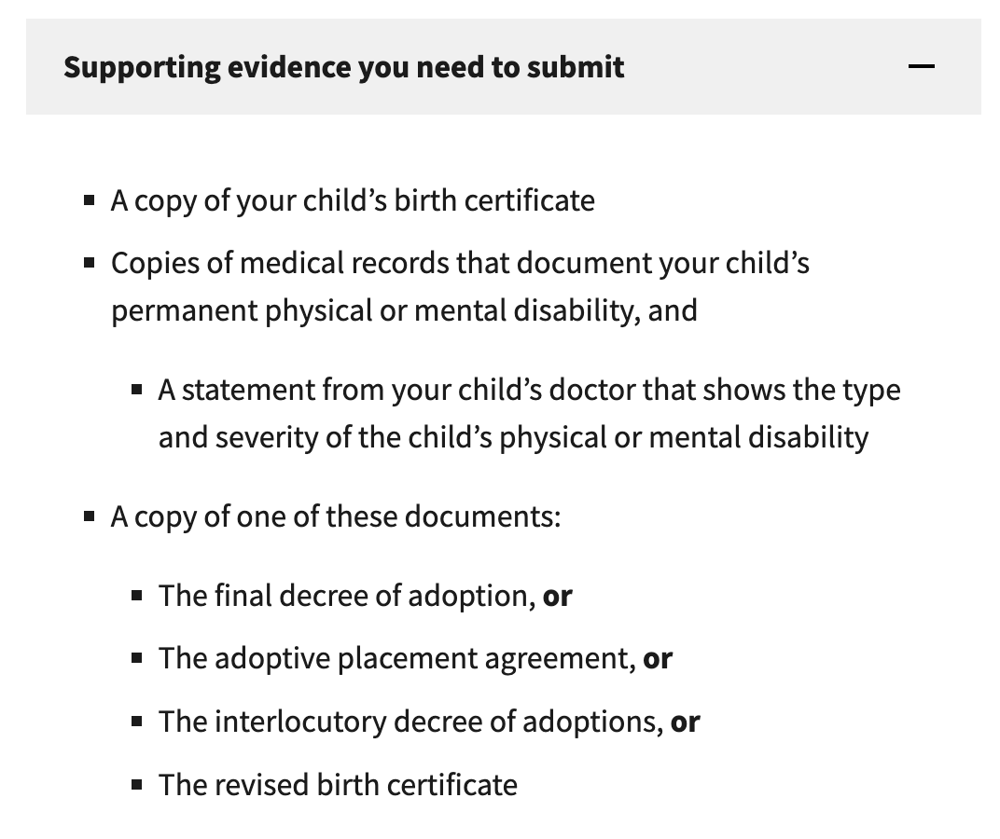 Supporting evidence you need to submit
A copy of your child’s birth certificate
Copies of medical records that document your child’s
permanent physical or mental disability, and
A statement from your child’s doctor that shows the type
and severity of the child’s physical or mental disability
A copy of one of these documents:
The final decree of adoption, or
The adoptive placement agreement, or
The interlocutory decree of adoptions, or
The revised birth certificate